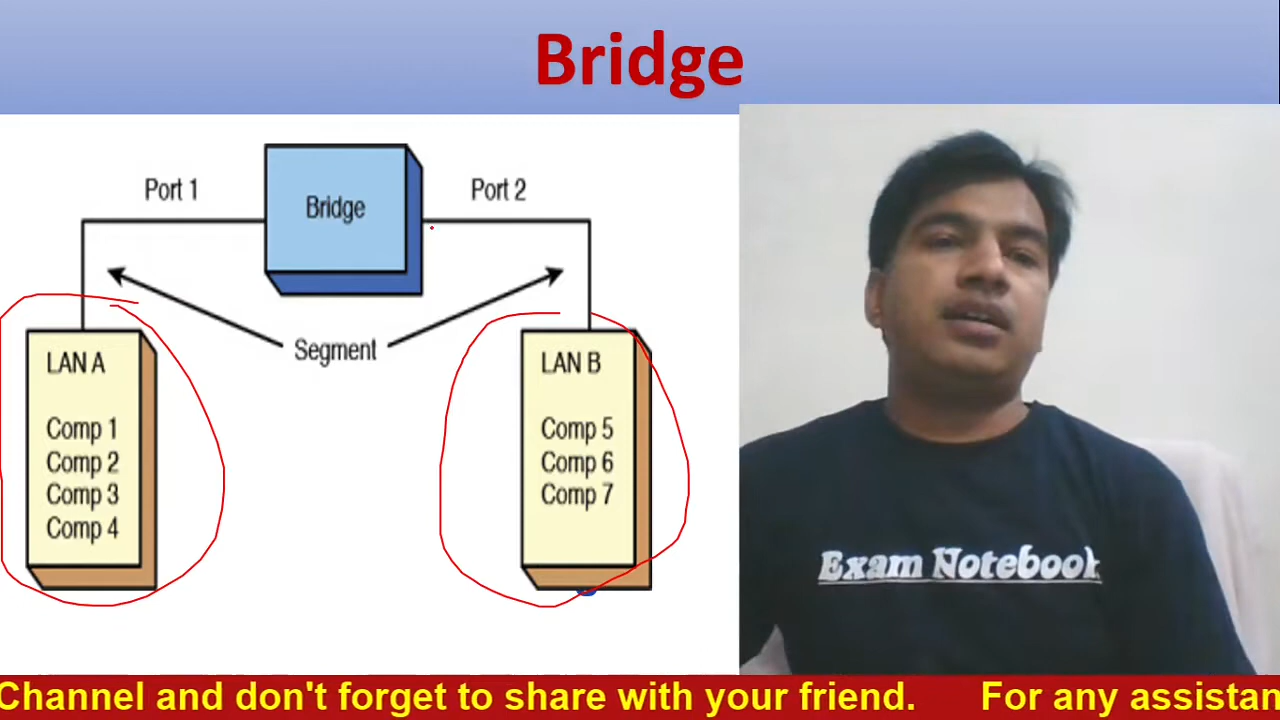 Bridge
Port 1
Bridge
Port 2
Segment
LAN A
Comp 1
Comp 2
Comp 3
Comp 4
LAN B
Comp 5
Comp 6
Comp 7
Exam Notebook
Channel and don't forget to share with your friend. For any assistan